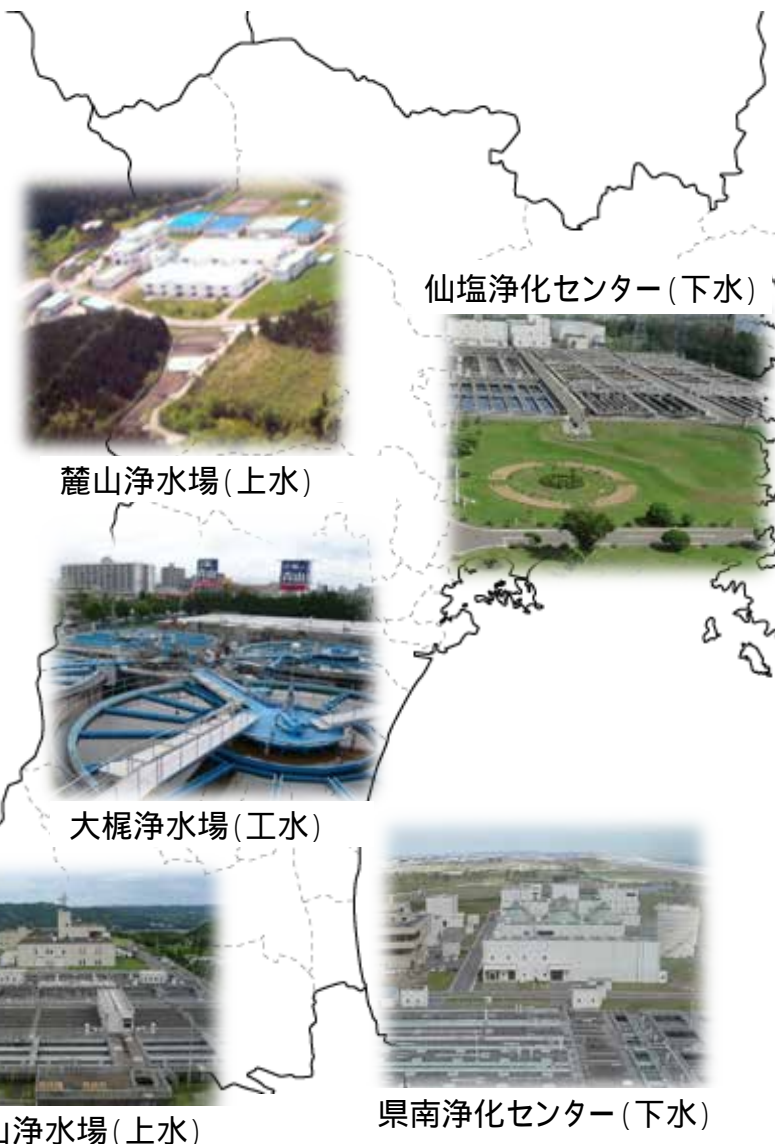 仙塩浄化センター(下水)
麓山浄水場(上水)
大梶浄水場(工水)
県南浄化センター(下水)
山浄水場(上水)